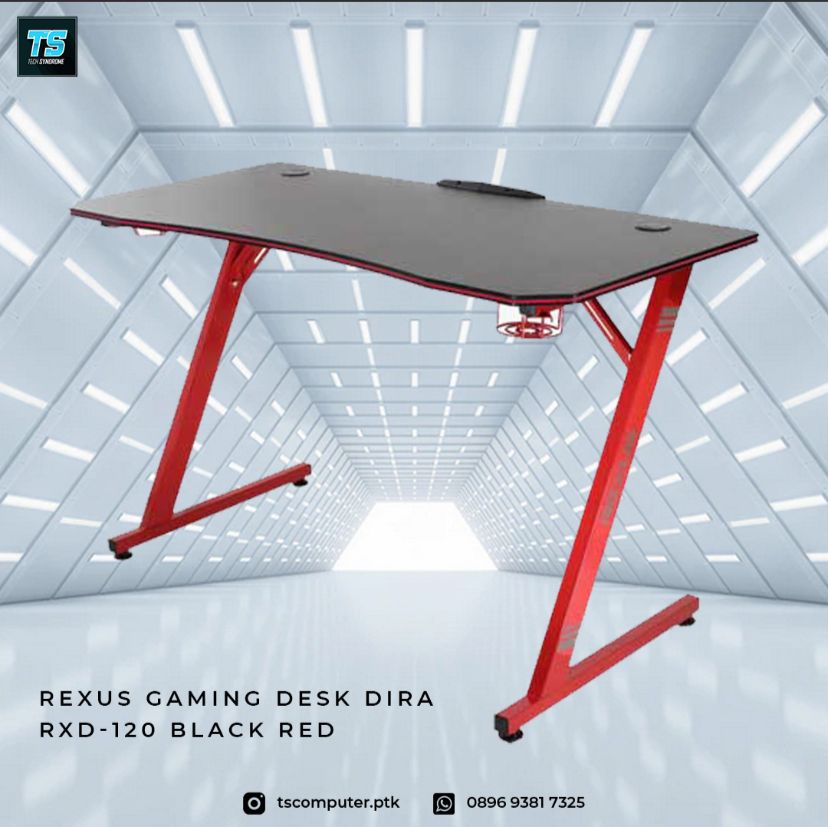 TS
TECH SYNDROME
REXUS GAMING DESK DIRA
RXD-120 BLACK RED
tscomputer.ptk
0896 9381 7325